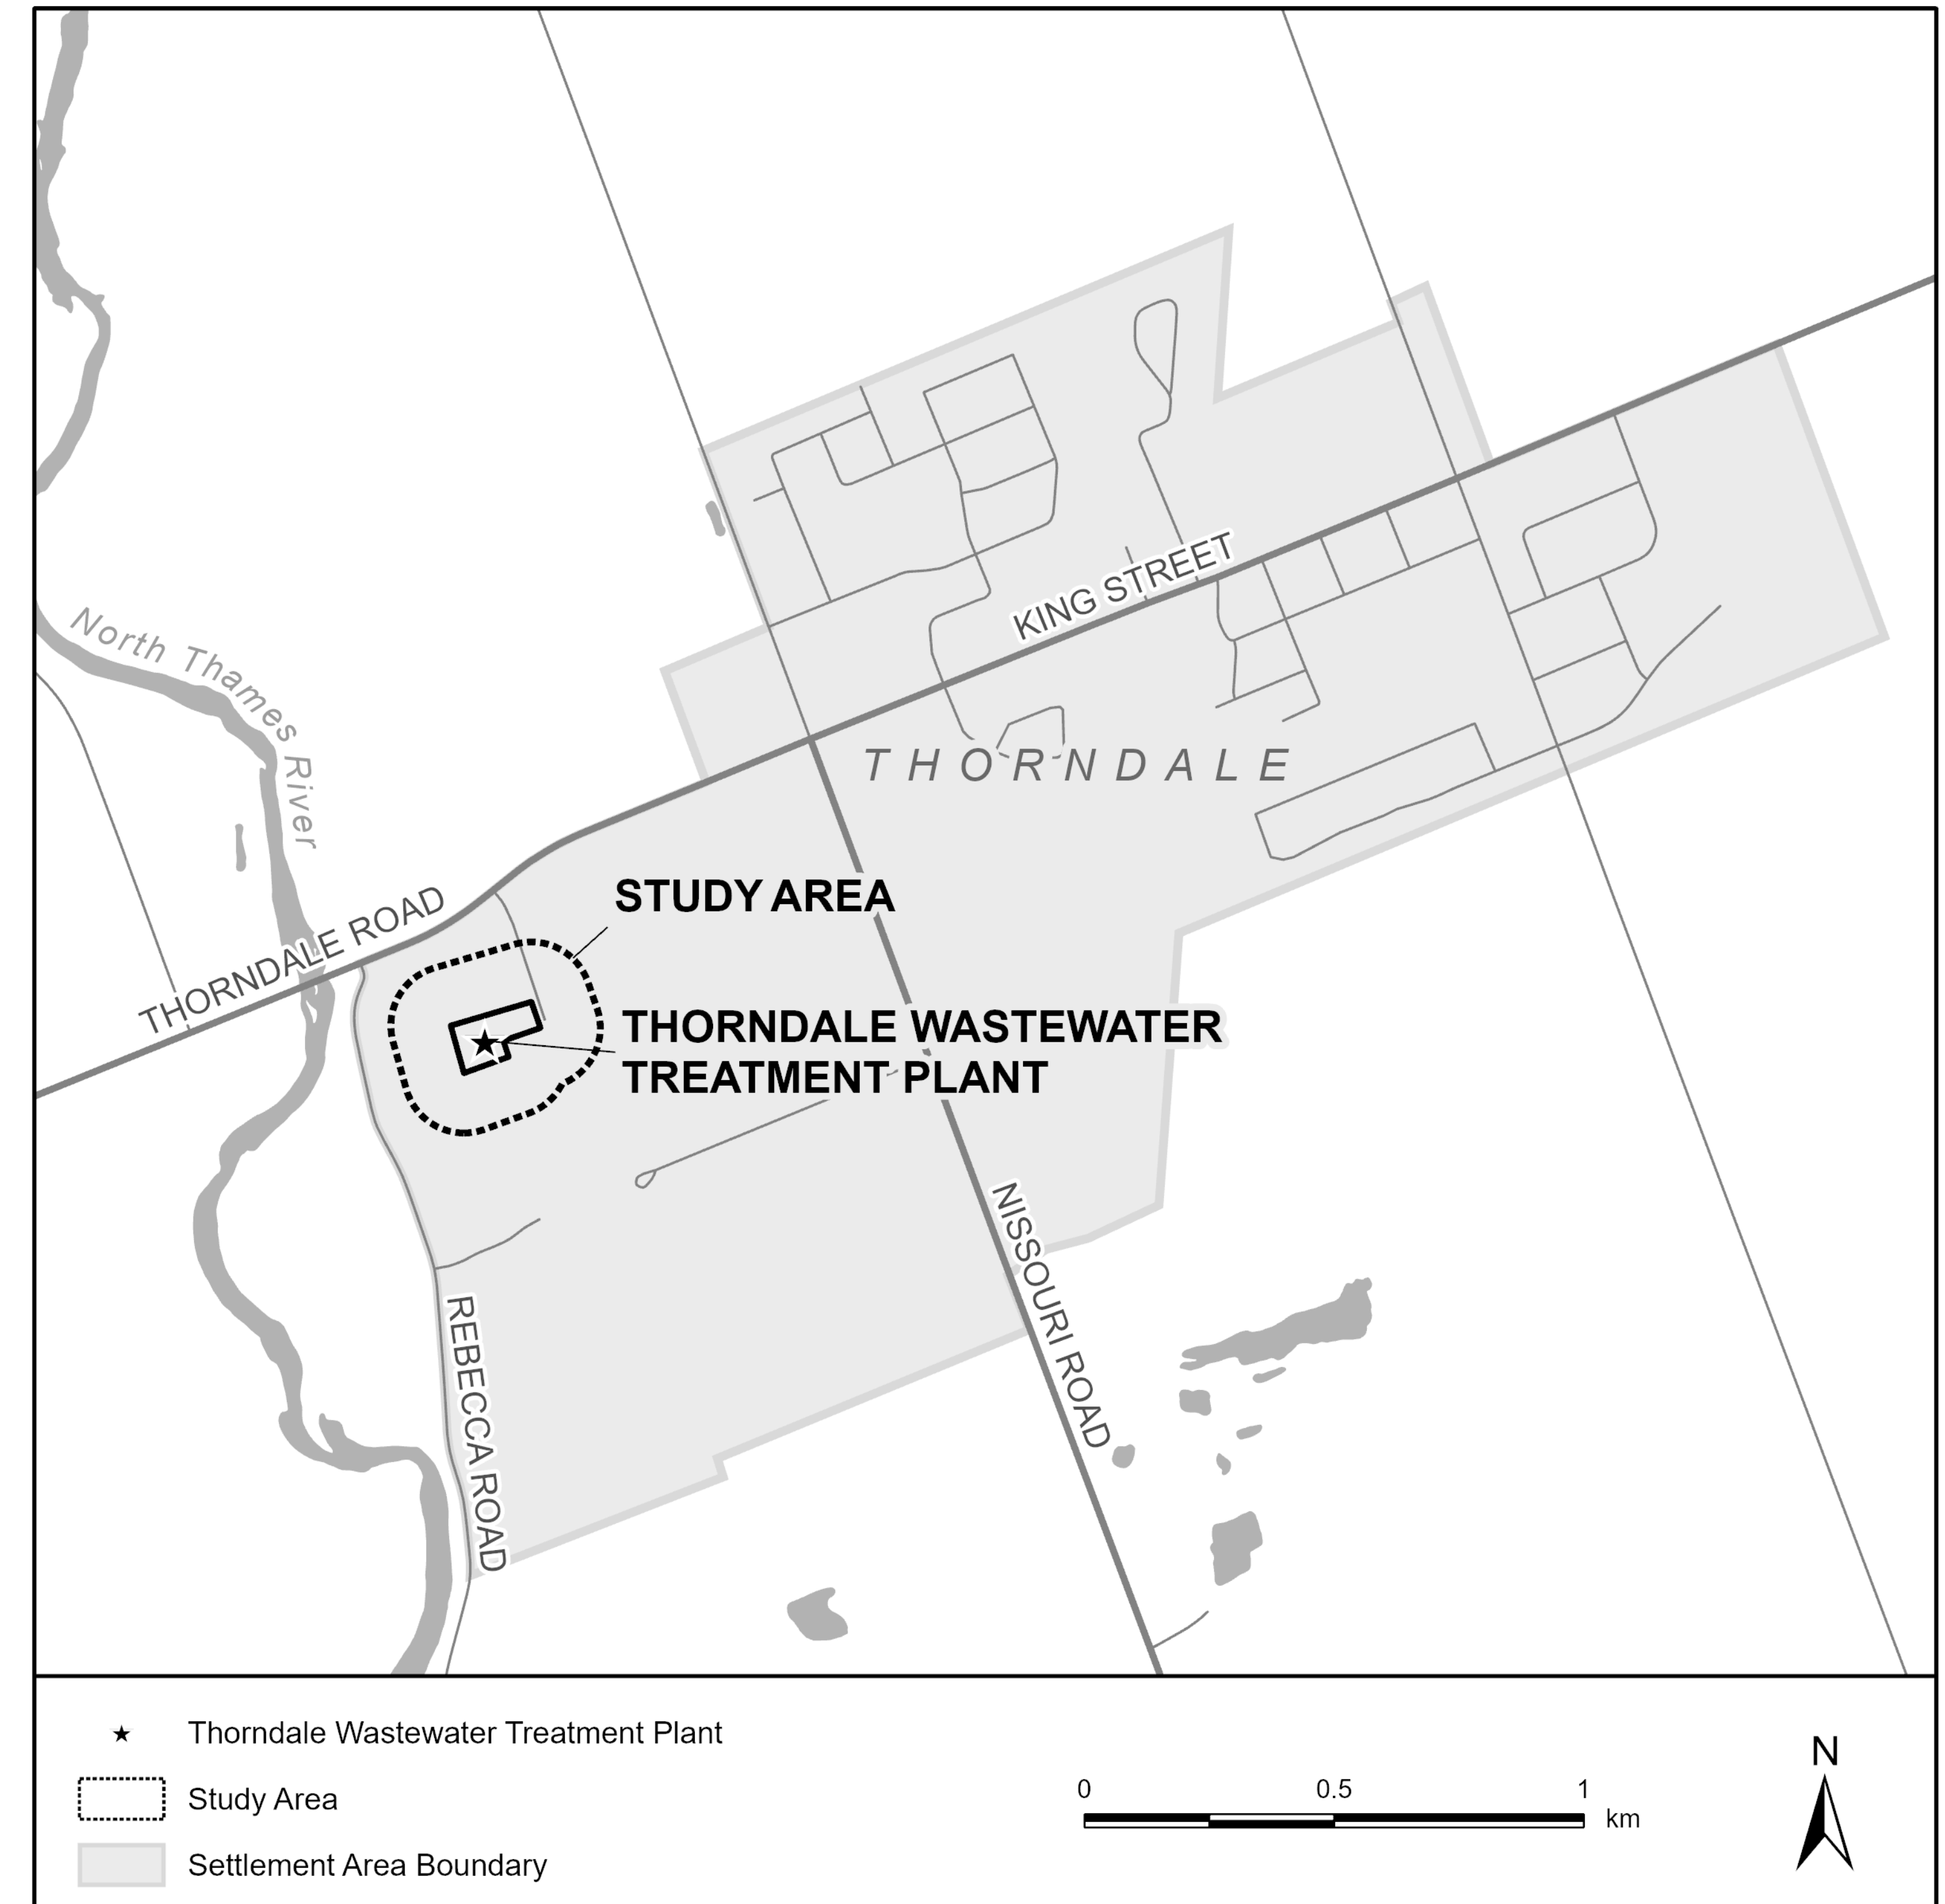 KING STREET
North Thames River
THORNDALE
STUDY AREA
THORNDALE ROAD
THORNDALE WASTEWATER
TREATMENT PLANT
NISSOURI ROAD
REBECCA ROAD
Thorndale Wastewater Treatment Plant
Study Area
Settlement Area Boundary
0 0.5 1
km
N